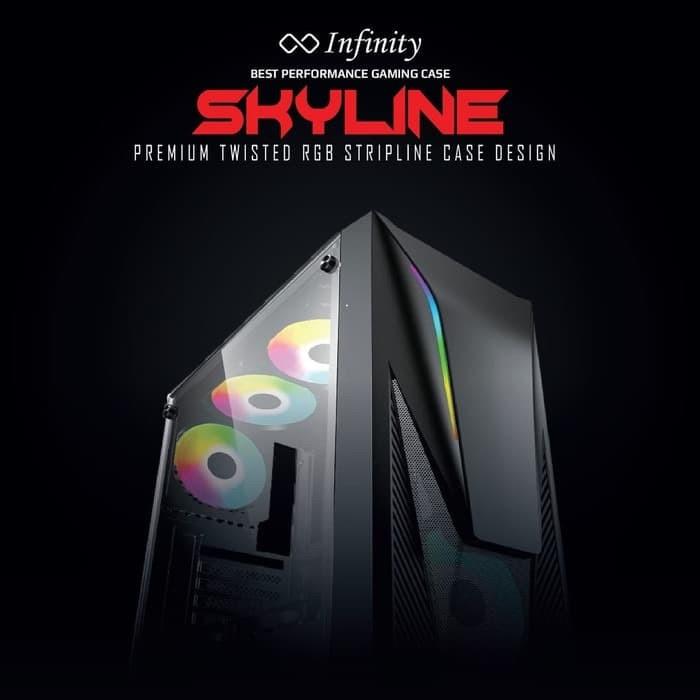 Infinity
BEST PERFORMANCE GAMING CASE
SKYLINE
PREMIUM TWISTED RGB STRIPLINE CASE DESIGN